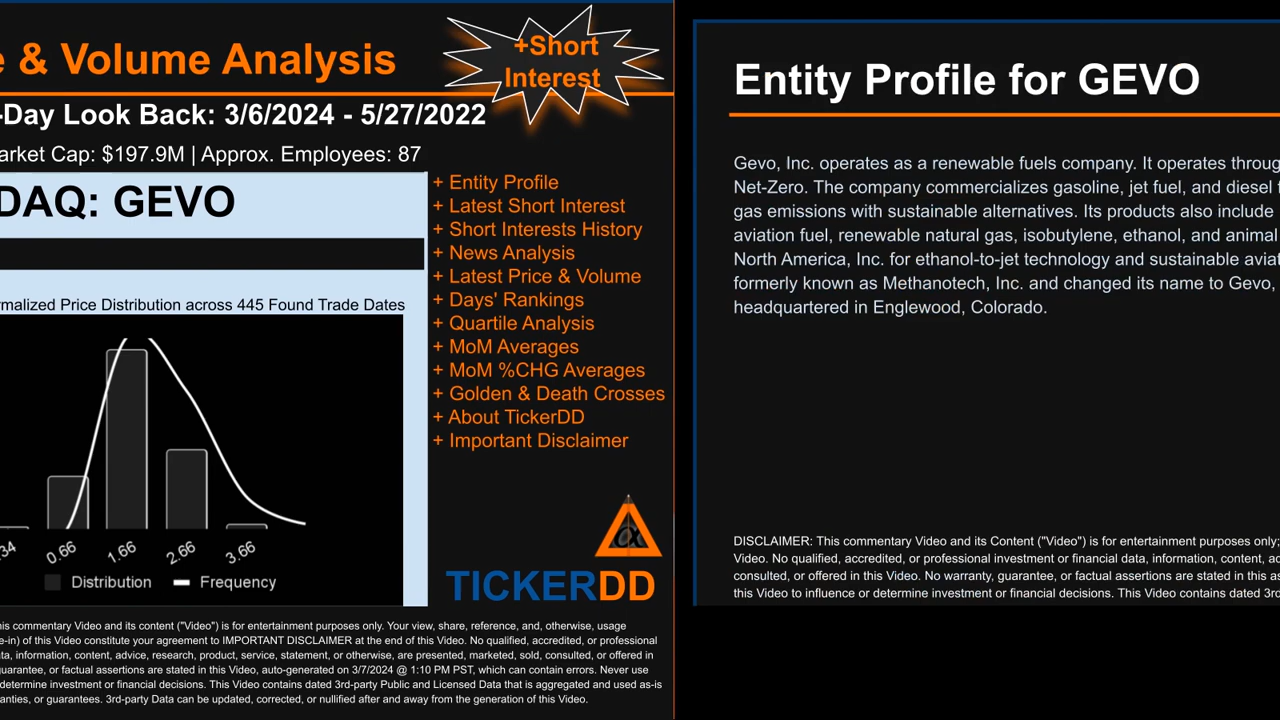 & Volume Analysis
+Short
Interest
-Day Look Back: 3/6/2024 - 5/27/2022
arket Cap: $197.9M | Approx. Employees: 87
DAQ: GEVO
rmalized Price Distribution across 445 Found Trade Dates
.34
0.66
1.66
2.66
3.66
Distribution
Frequency
+ Entity Profile
+ Latest Short Interest
+ Short Interests History
+ News Analysis
+ Latest Price & Volume
+ Days' Rankings
+ Quartile Analysis
+ MoM Averages
+ MoM %CHG Averages
+ Golden & Death Crosses
+ About TickerDD
+ Important Disclaimer
TICKERDD
his commentary Video and its content ("Video") is for entertainment purposes only. Your view, share, reference, and, otherwise, usage
e-in) of this Video constitute your agreement to IMPORTANT DISCLAIMER at the end of this Video. No qualified, accredited, or professional
ta, information, content, advice, research, product, service, statement, or otherwise, are presented, marketed, sold, consulted, or offered in
guarantee, or factual assertions are stated in this Video, auto-generated on 3/7/2024 @ 1:10 PM PST, which can contain errors. Never use
determine investment or financial decisions. This Video contains dated 3rd-party Public and Licensed Data that is aggregated and used as-is
anties, or guarantees. 3rd-party Data can be updated, corrected, or nullified after and away from the generation of this Video.
Entity Profile for GEVO
Gevo, Inc. operates as a renewable fuels company. It operates throug
Net-Zero. The company commercializes gasoline, jet fuel, and diesel f
gas emissions with sustainable alternatives. Its products also include
aviation fuel, renewable natural gas, isobutylene, ethanol, and animal
North America, Inc. for ethanol-to-jet technology and sustainable aviat
formerly known as Methanotech, Inc. and changed its name to Gevo,
headquartered in Englewood, Colorado.
DISCLAIMER: This commentary Video and its Content ("Video") is for entertainment purposes only;
Video. No qualified, accredited, or professional investment or financial data, information, content, ad
consulted, or offered in this Video. No warranty, guarantee, or factual assertions are stated in this as
this Video to influence or determine investment or financial decisions. This Video contains dated 3rd